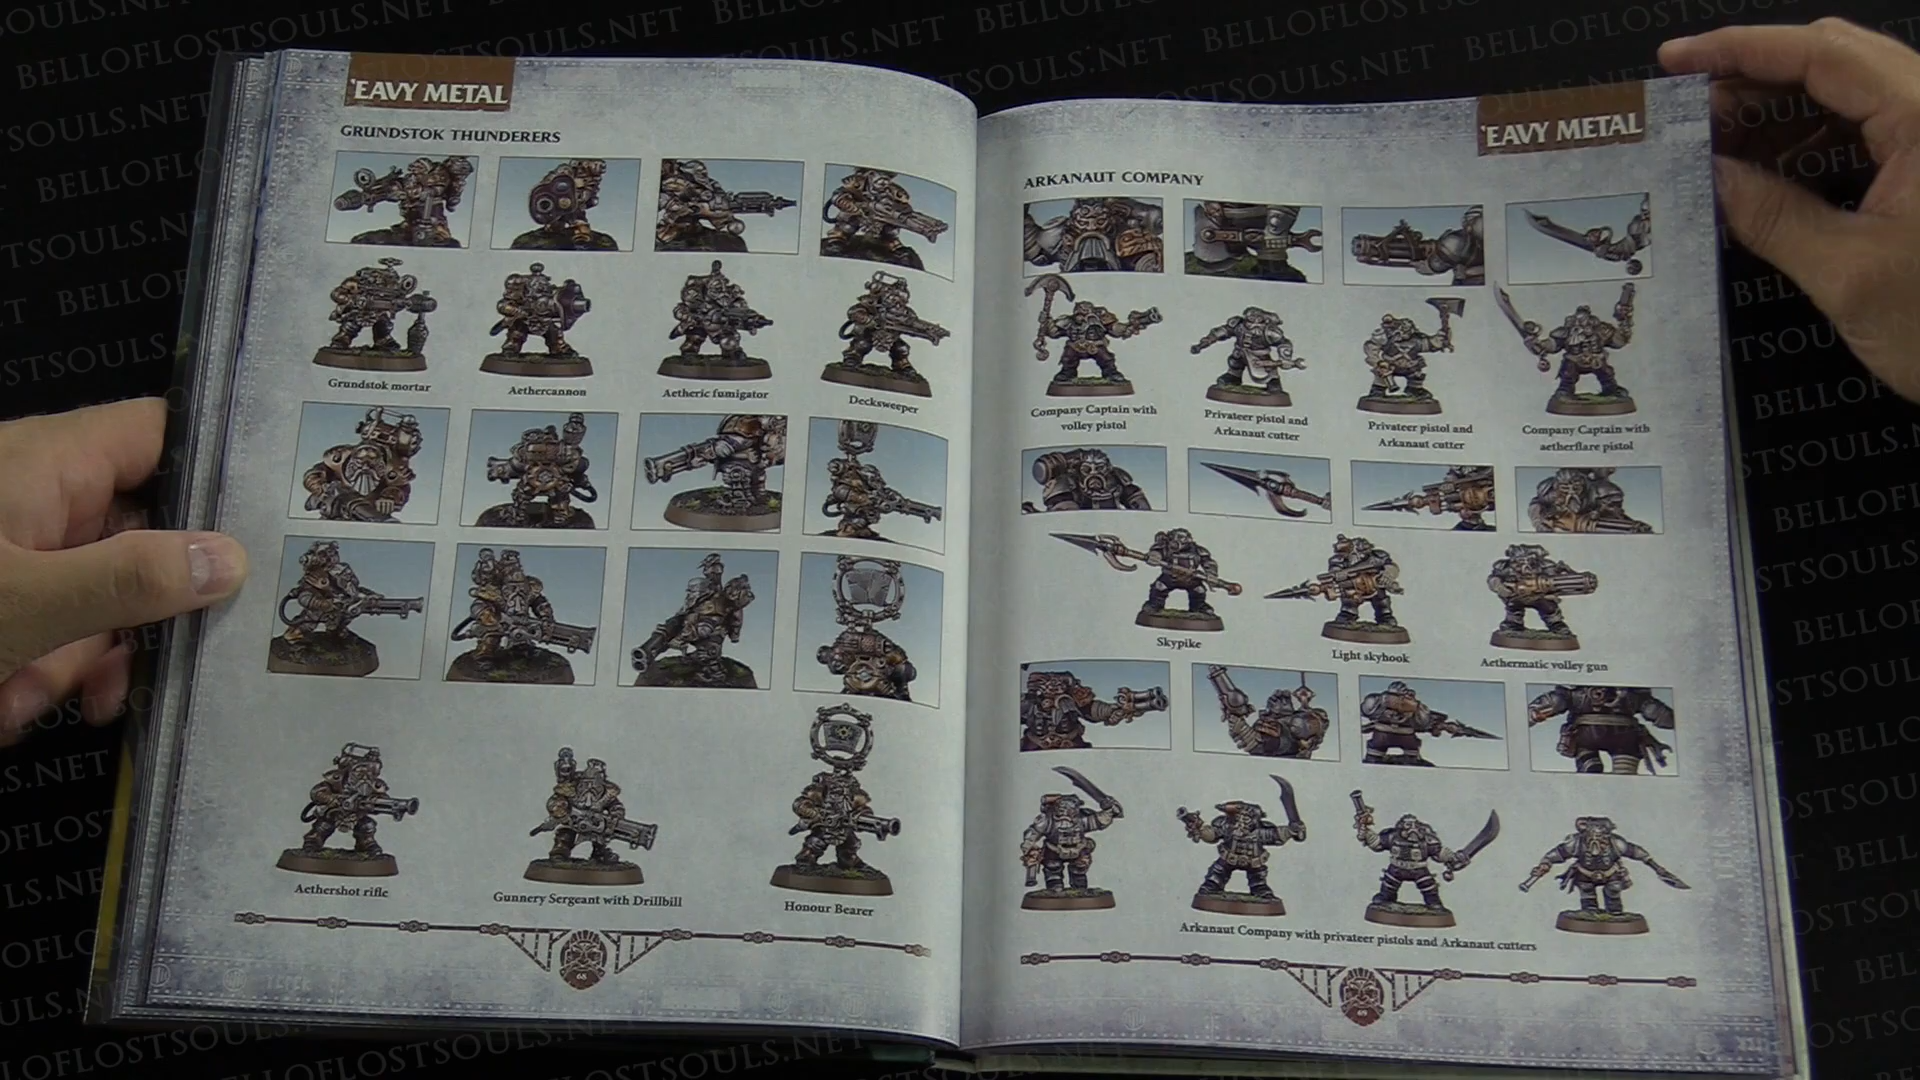 'EAVY METAL
GRUNDSTOK THUNDERERS
Grundstok mortar
Aethercannon
Aetheric fumigator
Decksweeper
Aethershot rifle
Gunnery Sergeant with Drillbill
Honour Bearer
68
'EAVY METAL
ARKANAUT COMPANY
Company Captain with
volley pistol
Privateer pistol and
Arkanaut cutter
Privateer pistol and
Arkanaut cutter
Company Captain with
aetherflare pistol
Skypike
Light skyhook
Aethermatic volley gun
Arkanaut Company with privateer pistols and Arkanaut cutters
69
BELLOFLOSTSOULS.NET